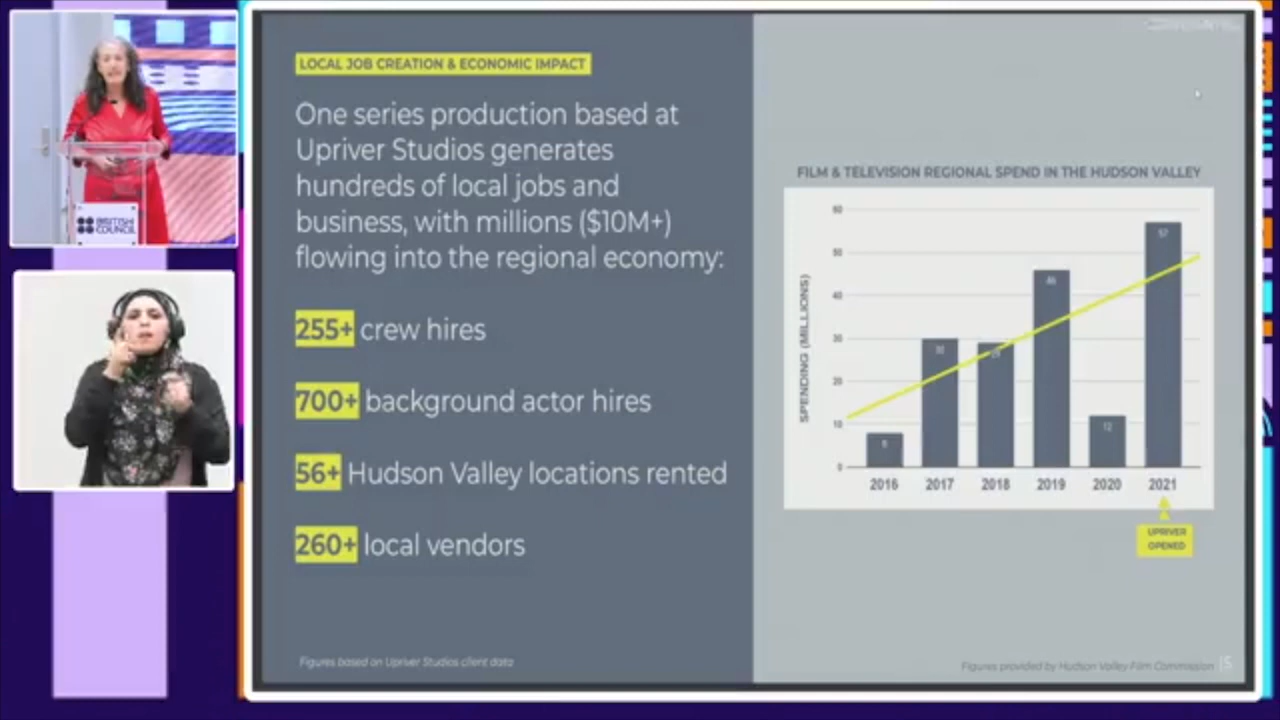 LOCAL JOB CREATION & ECONOMIC IMPACT
One series production based at
Upriver Studios generates
hundreds of local jobs and
business, with millions ($10M+)
flowing into the regional economy:
255+ crew hires
700+ background actor hires
56+ Hudson Valley locations rented
260+ local vendors
Figures based on Upriver Studios client data
FILM & TELEVISION REGIONAL SPEND IN THE HUDSON VALLEY
SPENDING (MILLIONS)
60
50
40
30
20
10
0
8
30
29
46
12
57
2016 2017 2018 2019 2020 2021
UPRIVER
OPENED
Figures provided by Hudson Valley Film Commission
BRITISH
COUNCIL